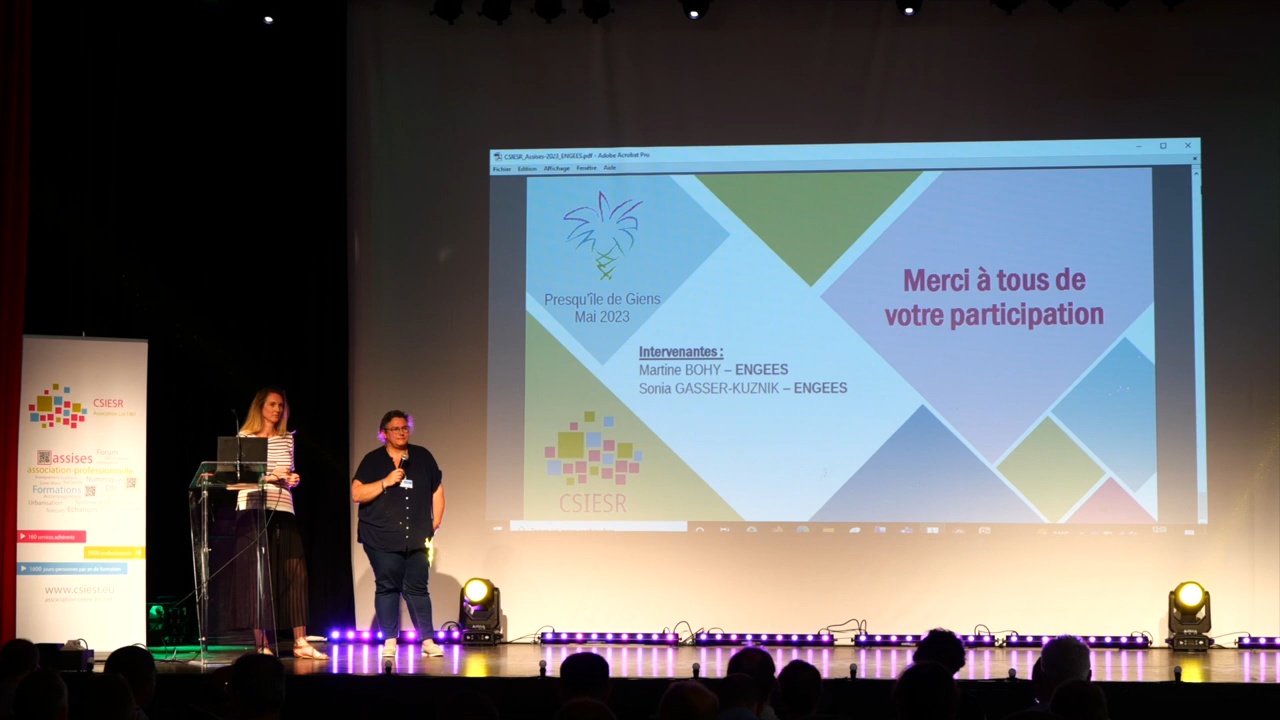 CSIESR_Assises-2023_ENGEES.pdf - Adobe Acrobat Pro
Fichier Edition Affichage Fenêtre Aide
Presqu'île de Giens
Mai 2023
Merci à tous de
votre participation
Intervenantes :
Martine BOHY – ENGEES
Sonia GASSER-KUZNIK – ENGEES
CSIESR
CSIESR
assises
Forum
association professionnelle
Formations
www.csiesr.eu